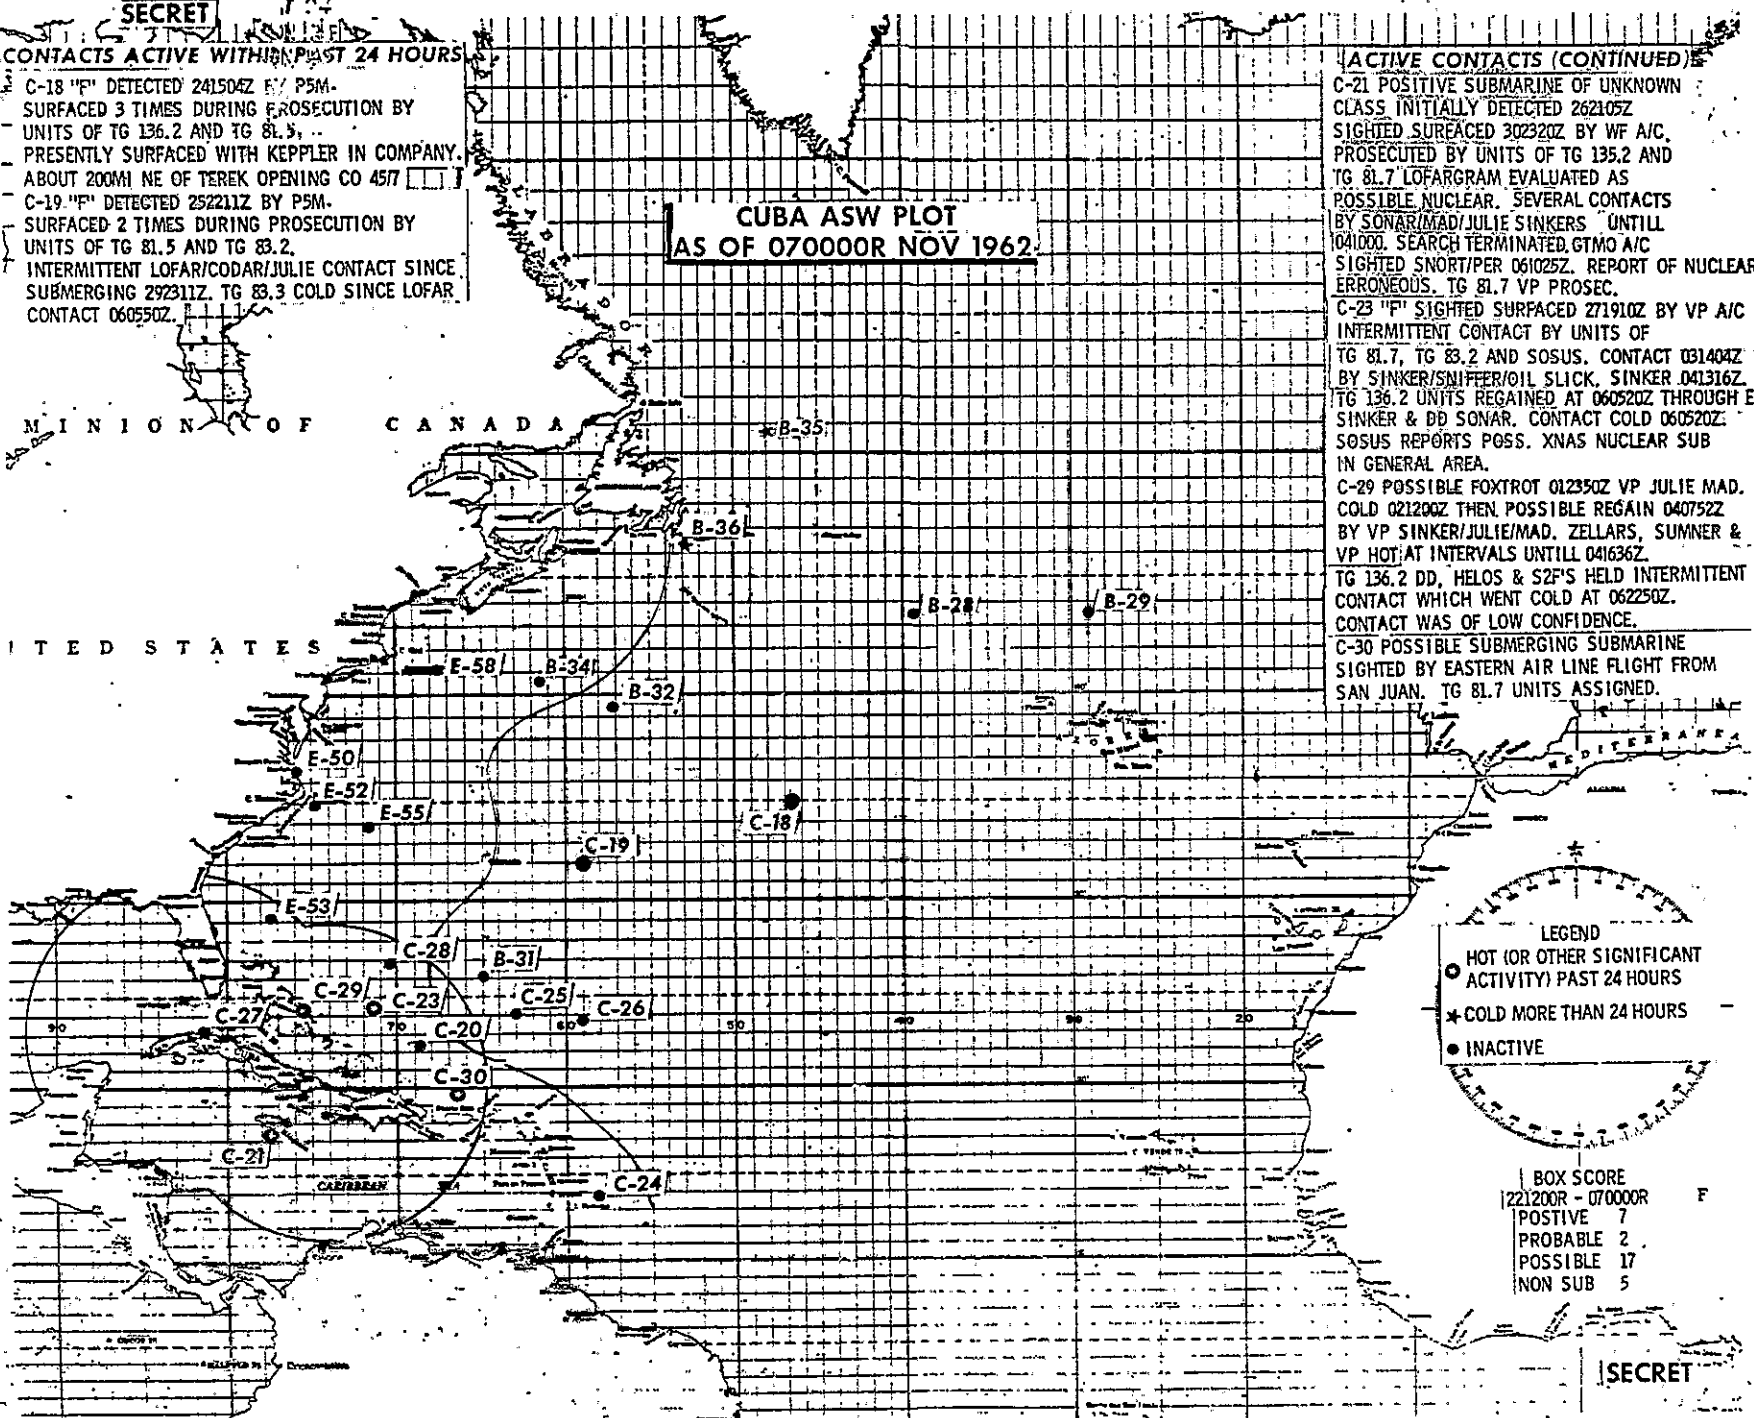 SECRET
CONTACTS ACTIVE WITHIN PAST 24 HOURS
C-18 "F" DETECTED 241504Z BY P5M.
SURFACED 3 TIMES DURING PROSECUTION BY
UNITS OF TG 136.2 AND TG 81.5,
PRESENTLY SURFACED WITH KEPPLER IN COMPANY.
ABOUT 200MI NE OF TEREK OPENING CO 45/7
C-19 "F" DETECTED 252211Z BY P5M.
SURFACED 2 TIMES DURING PROSECUTION BY
UNITS OF TG 81.5 AND TG 83.2.
INTERMITTENT LOFAR/CODAR/JULIE CONTACT SINCE
SUBMERGING 292311Z. TG 83.3 COLD SINCE LOFAR
CONTACT 060550Z.
CUBA ASW PLOT
AS OF 070000R NOV 1962
ACTIVE CONTACTS (CONTINUED)
C-21 POSITIVE SUBMARINE OF UNKNOWN
CLASS INITIALLY DETECTED 262105Z
SIGHTED SURFACED 302320Z BY WF A/C.
PROSECUTED BY UNITS OF TG 135.2 AND
TG 81.7 LOFARGRAM EVALUATED AS
POSSIBLE NUCLEAR. SEVERAL CONTACTS
BY SONAR/MAD/JULIE SINKERS UNTILL
041000. SEARCH TERMINATED. GTMO A/C
SIGHTED SNORT/PER 061025Z. REPORT OF NUCLEAR
ERRONEOUS. TG 81.7 VP PROSEC.
C-23 "F" SIGHTED SURFACED 271910Z BY VP A/C
INTERMITTENT CONTACT BY UNITS OF
TG 81.7, TG 83.2 AND SOSUS. CONTACT 031404Z
BY SINKER/SNIFFER/OIL SLICK. SINKER 041316Z.
TG 136.2 UNITS REGAINED AT 060520Z THROUGH E
SINKER & DD SONAR. CONTACT COLD 060520Z.
SOSUS REPORTS POSS. XNAS NUCLEAR SUB
IN GENERAL AREA.
C-29 POSSIBLE FOXTROT 012350Z VP JULIE MAD.
COLD 021200Z THEN POSSIBLE REGAIN 040752Z
BY VP SINKER/JULIE/MAD. ZELLARS, SUMNER &
VP HOT AT INTERVALS UNTILL 041636Z.
TG 136.2 DD, HELOS & S2F'S HELD INTERMITTENT
CONTACT WHICH WENT COLD AT 062250Z.
CONTACT WAS OF LOW CONFIDENCE.
C-30 POSSIBLE SUBMERGING SUBMARINE
SIGHTED BY EASTERN AIR LINE FLIGHT FROM
SAN JUAN. TG 81.7 UNITS ASSIGNED.
LABRADOR
MINION OF CANADA
B-35
B-36
B-28
B-29
ITED STATES
E-58
B-34
B-32
AZORES
MEDITERRANEA
ALGERIA
E-50
E-52
E-55
C-18
C-19
E-53
C-28
B-31
C-29
C-23
C-25
C-26
C-27
C-20
90
70
60
50
40
30
20
C-30
C-21
CARIBBEAN SEA
C-24
LEGEND
HOT (OR OTHER SIGNIFICANT
ACTIVITY) PAST 24 HOURS
COLD MORE THAN 24 HOURS
INACTIVE
BOX SCORE
221200R - 070000R F
POSTIVE 7
PROBABLE 2
POSSIBLE 17
NON SUB 5
SECRET